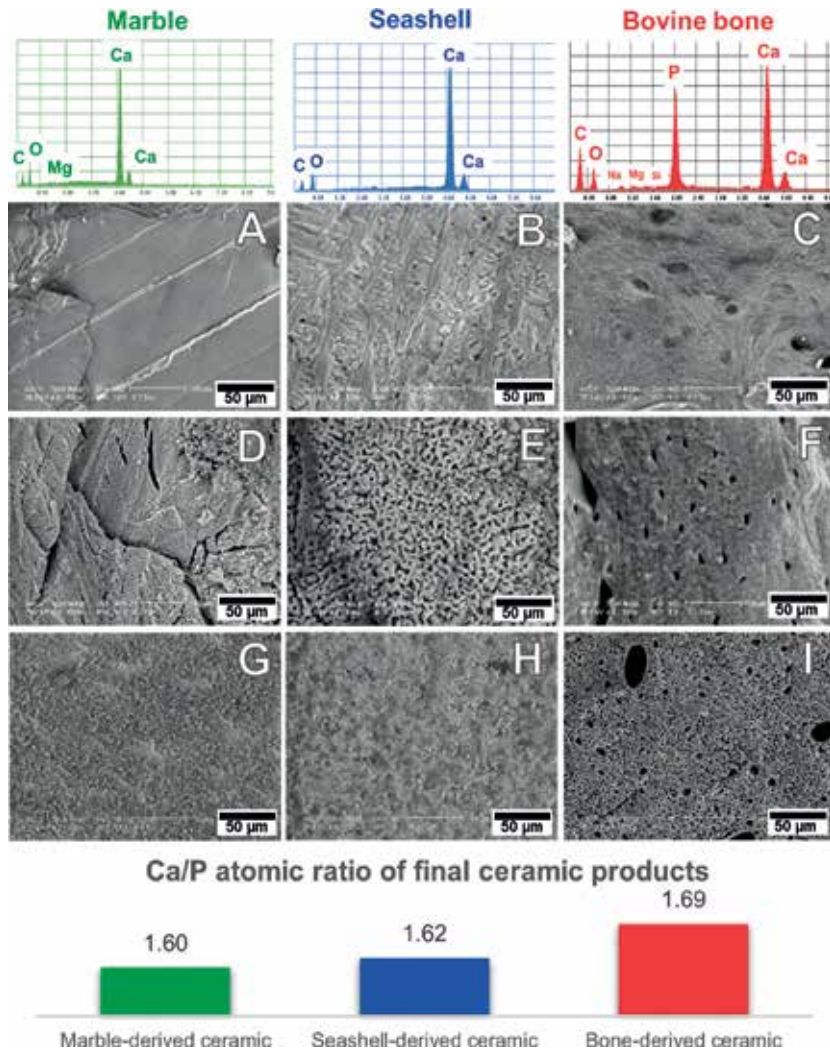 Marble
Seashell
Bovine bone
Ca
C
O
Mg
Ca
Ca
C
O
Ca
Ca
P
C
O
Na
Mg
Si
Ca
A
50 µm
B
50 µm
C
50 µm
D
50 µm
E
50 µm
F
50 µm
G
50 µm
H
50 µm
I
50 µm
Ca/P atomic ratio of final ceramic products
1.60
1.62
1.69
Marble-derived ceramic
Seashell-derived ceramic
Bone-derived ceramic